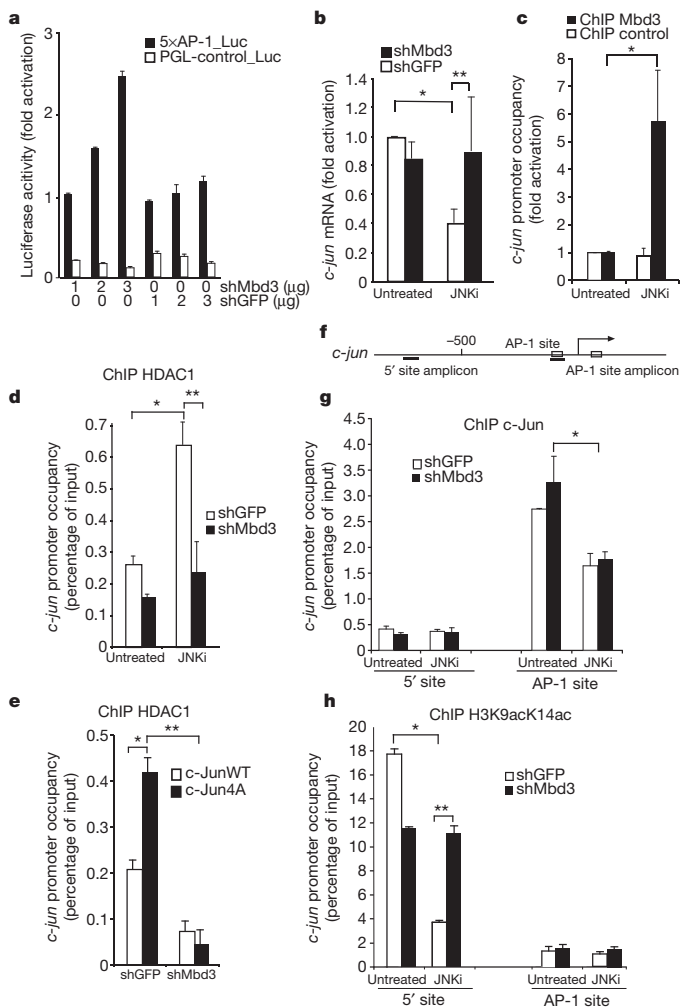 a
5×AP-1_Luc
PGL-control_Luc
Luciferase acitivity (fold activation)
3
2
1
0
1 2 3 0 0 0 shMbd3 (μg)
0 0 0 1 2 3 shGFP (μg)
b
shMbd3
shGFP
c-jun mRNA (fold activation)
1.4
1.2
1.0
0.8
0.6
0.4
0.2
0
*
**
Untreated JNKi
c
ChIP Mbd3
ChIP control
c-jun promoter occupancy
(fold activation)
8
7
6
5
4
3
2
1
0
*
Untreated JNKi
d
ChIP HDAC1
c-jun promoter occupancy
(percentage of input)
0.7
0.6
0.5
0.4
0.3
0.2
0.1
0
*
**
shGFP
shMbd3
Untreated JNKi
e
ChIP HDAC1
c-jun promoter occupancy
(percentage of input)
0.5
0.4
0.3
0.2
0.1
0
*
**
c-JunWT
c-Jun4A
shGFP shMbd3
f
c-jun
–500
AP-1 site
5′ site amplicon
AP-1 site amplicon
g
ChIP c-Jun
c-jun promoter occupancy
(percentage of input)
4.5
4.0
3.5
3.0
2.5
2.0
1.5
1.0
0.5
0
shGFP
shMbd3
*
Untreated JNKi Untreated JNKi
5′ site AP-1 site
h
ChIP H3K9acK14ac
c-jun promoter occupancy
(percentage of input)
20
18
16
14
12
10
8
6
4
2
0
*
**
shGFP
shMbd3
Untreated JNKi Untreated JNKi
5′ site AP-1 site